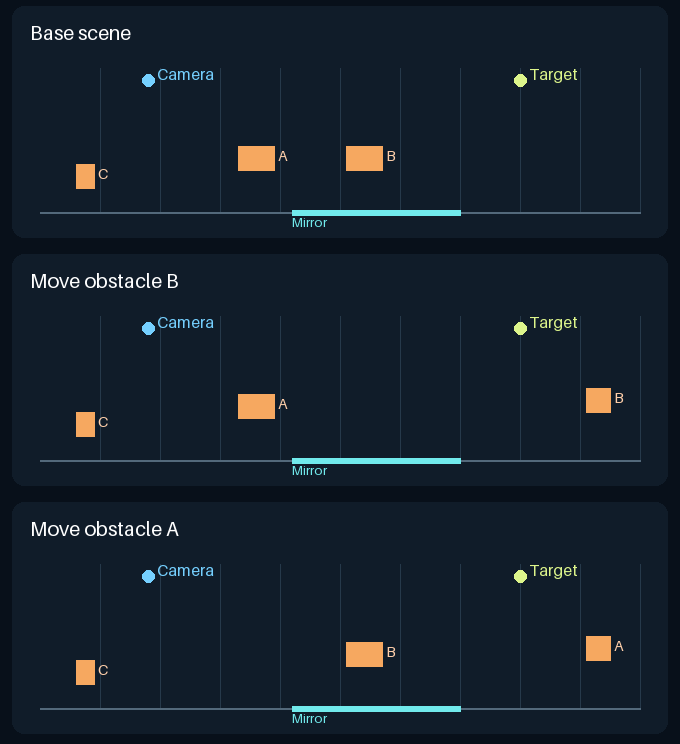 Base scene
Camera
Target
A
B
C
Mirror
Move obstacle B
Camera
Target
B
A
C
Mirror
Move obstacle A
Camera
Target
A
B
C
Mirror